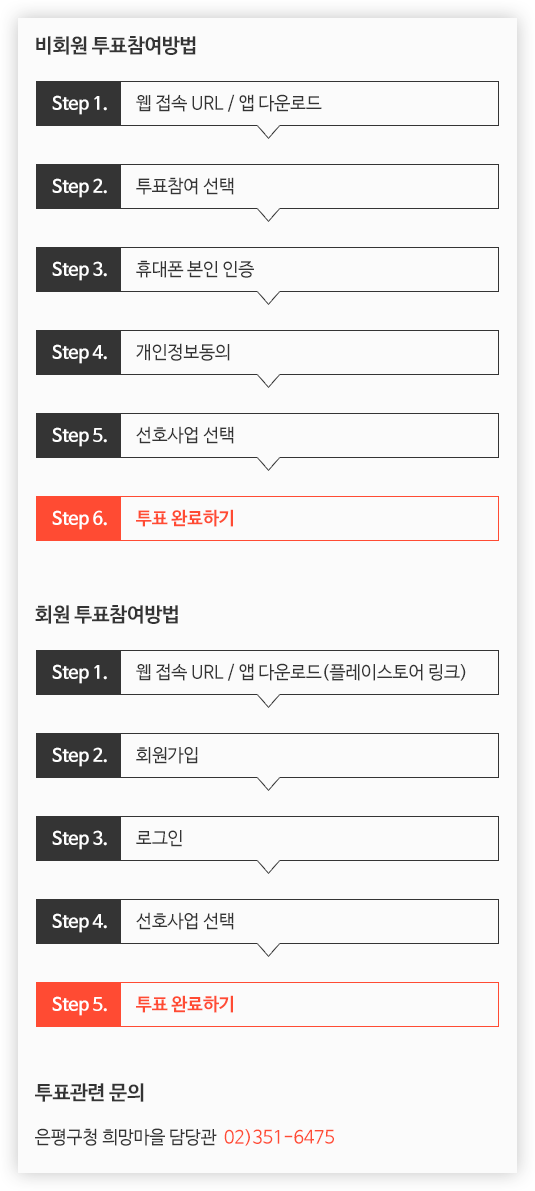 비회원 투표참여방법
Step 1. 웹 접속 URL / 앱 다운로드
Step 2. 투표참여 선택
Step 3. 휴대폰 본인 인증
Step 4. 개인정보동의
Step 5. 선호사업 선택
Step 6. 투표 완료하기
회원 투표참여방법
Step 1. 웹 접속 URL / 앱 다운로드(플레이스토어 링크)
Step 2. 회원가입
Step 3. 로그인
Step 4. 선호사업 선택
Step 5. 투표 완료하기
투표관련 문의
은평구청 희망마을 담당관 02)351-6475